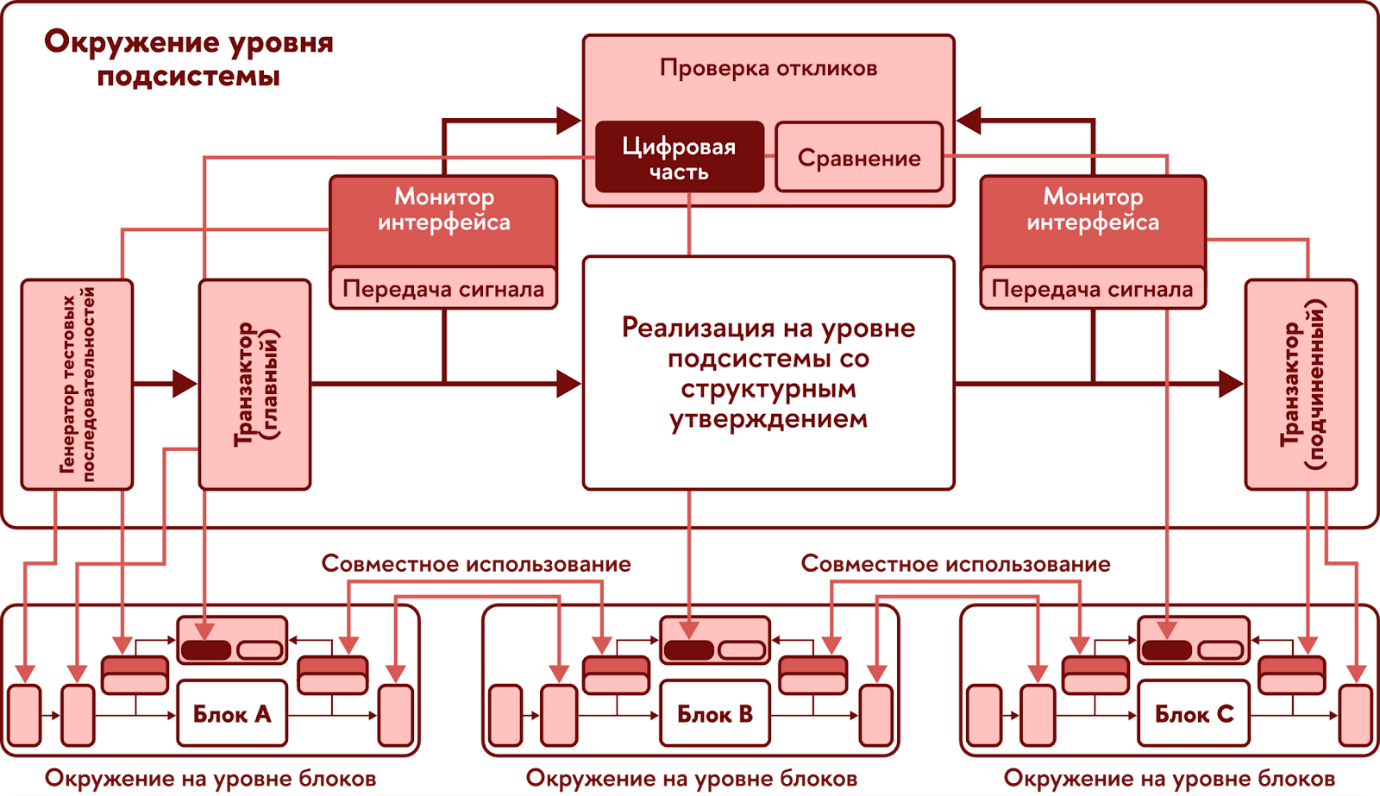 Окружение уровня
подсистемы
Проверка откликов
Цифровая
часть
Сравнение
Монитор
интерфейса
Передача сигнала
Монитор
интерфейса
Передача сигнала
Генератор тестовых
последовательностей
Транзактор
(главный)
Реализация на уровне
подсистемы со
структурным
утверждением
Транзактор
(подчиненный)
Совместное использование
Совместное использование
Блок A
Блок B
Блок C
Окружение на уровне блоков
Окружение на уровне блоков
Окружение на уровне блоков